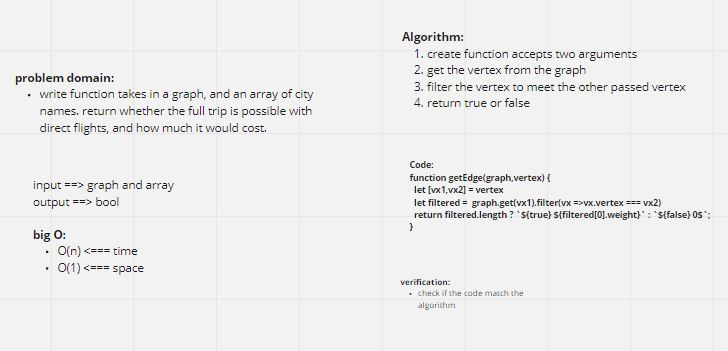 problem domain:
• write function takes in a graph, and an array of city
names. return whether the full trip is possible with
direct flights, and how much it would cost.
input ==> graph and array
output ==> bool
big O:
• O(n) <=== time
• O(1) <=== space
Algorithm:
1. create function accepts two arguments
2. get the vertex from the graph
3. filter the vertex to meet the other passed vertex
4. return true or false
Code:
function getEdge(graph,vertex) {
let [vx1,vx2] = vertex
let filtered = graph.get(vx1).filter(vx =>vx.vertex === vx2)
return filtered.length ? `${true} ${filtered[0].weight}` : `${false} 0$`;
}
verification:
• check if the code match the
algorithm